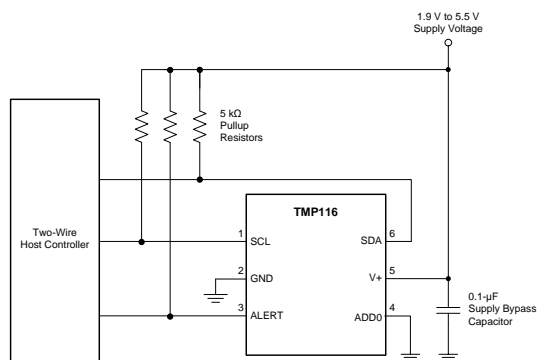 1.9 V to 5.5 V
Supply Voltage
5 kΩ
Pullup
Resistors
Two-Wire
Host Controller
TMP116
1
SCL
SDA
6
2
GND
V+
5
3
ALERT
ADD0
4
0.1-µF
Supply Bypass
Capacitor